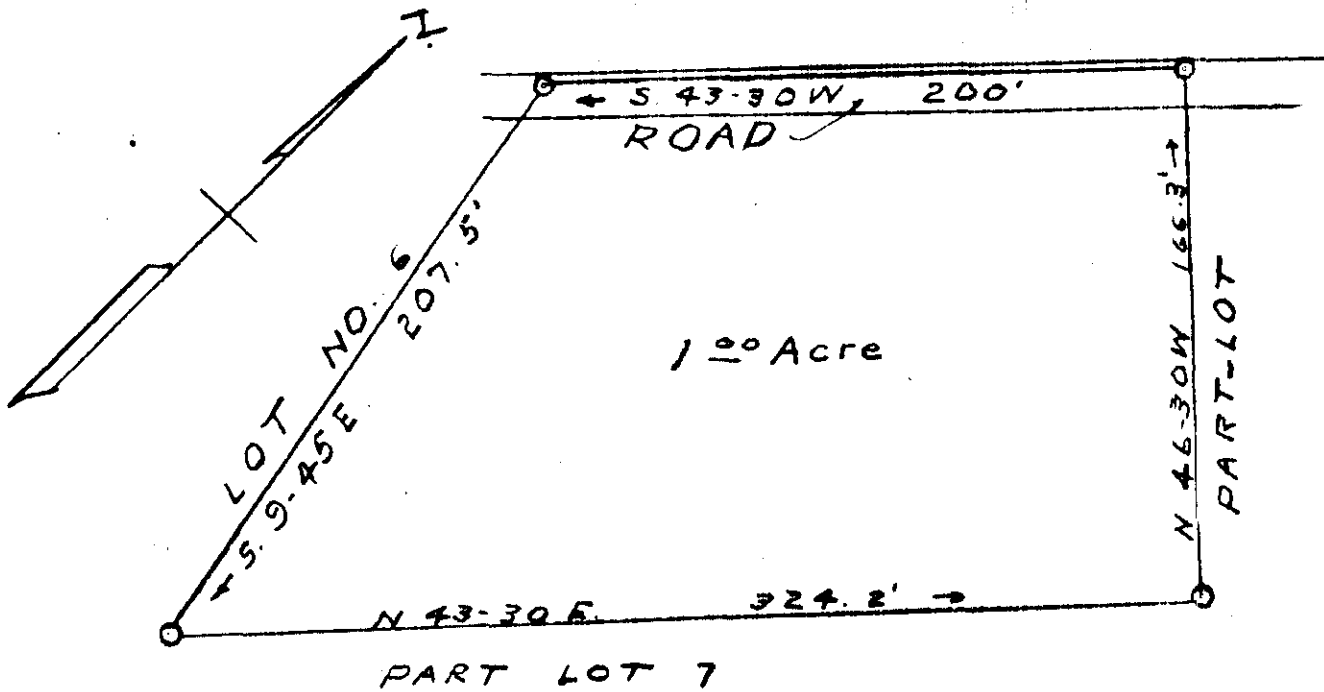 N
← S. 43-30W, 200'
ROAD
LOT NO. 6
← S. 9-45E 207.5'
1 00 Acre
N 46-30W 166.3' →
PART-LOT
N 43-30 E. 324.2' →
PART LOT 7